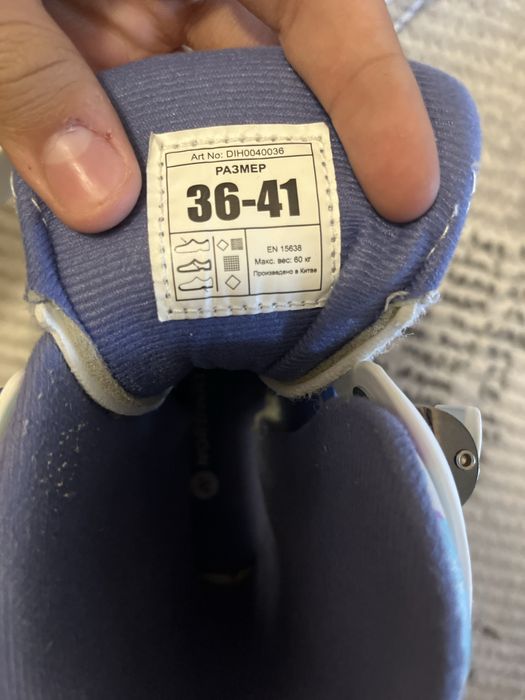 Art No: DIH0040036
РАЗМЕР
36-41
EN 15638
Макс. вес: 60 кг
Произведено в Китае